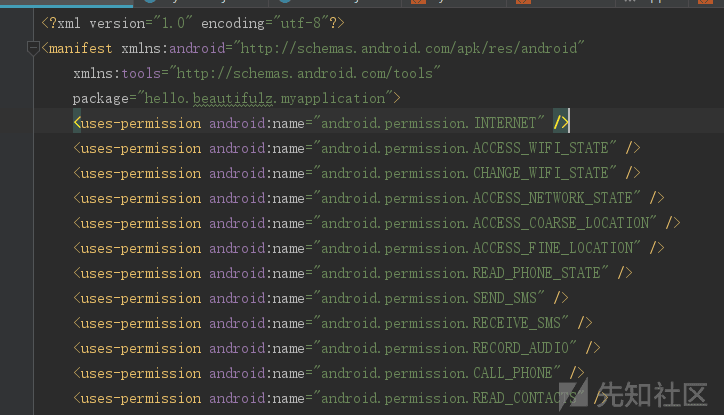 <?xml version="1.0" encoding="utf-8"?>
<manifest xmlns:android="http://schemas.android.com/apk/res/android"
xmlns:tools="http://schemas.android.com/tools"
package="hello.beautifulz.myapplication">
<uses-permission android:name="android.permission.INTERNET" />
<uses-permission android:name="android.permission.ACCESS_WIFI_STATE" />
<uses-permission android:name="android.permission.CHANGE_WIFI_STATE" />
<uses-permission android:name="android.permission.ACCESS_NETWORK_STATE" />
<uses-permission android:name="android.permission.ACCESS_COARSE_LOCATION" />
<uses-permission android:name="android.permission.ACCESS_FINE_LOCATION" />
<uses-permission android:name="android.permission.READ_PHONE_STATE" />
<uses-permission android:name="android.permission.SEND_SMS" />
<uses-permission android:name="android.permission.RECEIVE_SMS" />
<uses-permission android:name="android.permission.RECORD_AUDIO" />
<uses-permission android:name="android.permission.CALL_PHONE" />
<uses-permission android:name="android.permission.READ_CONTACTS" />
先知社区